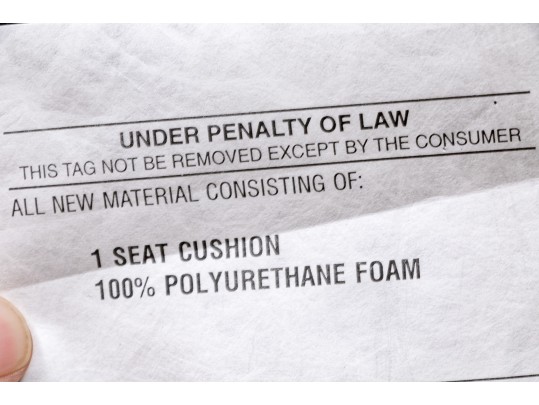 UNDER PENALTY OF LAW
THIS TAG NOT BE REMOVED EXCEPT BY THE CONSUMER
ALL NEW MATERIAL CONSISTING OF:
1 SEAT CUSHION
100% POLYURETHANE FOAM